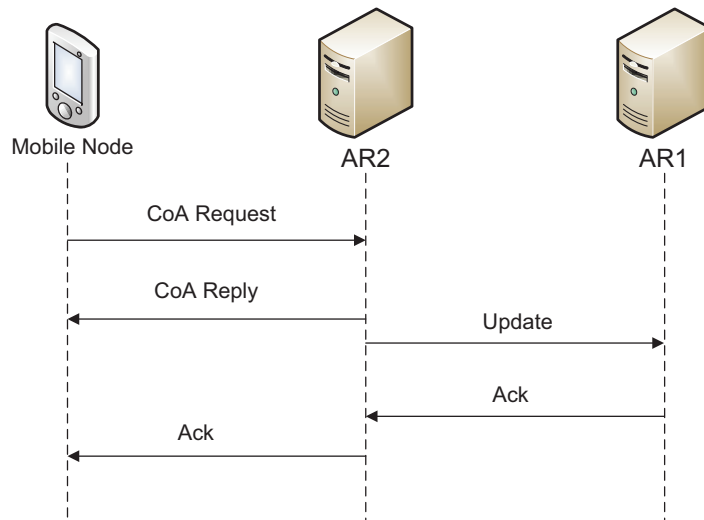 Mobile Node
AR2
AR1
CoA Request
CoA Reply
Update
Ack
Ack